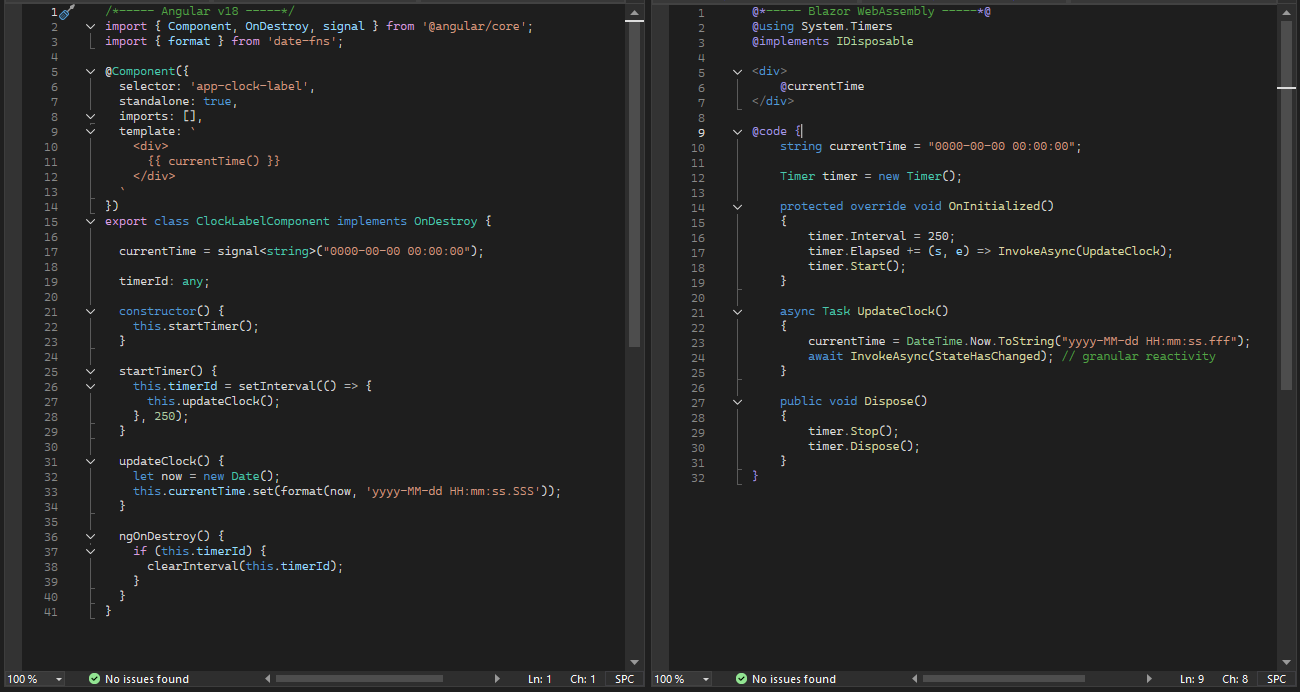 1 /*----- Angular v18 -----*/
2 import { Component, OnDestroy, signal } from '@angular/core';
3 import { format } from 'date-fns';
4
5 @Component({
6 selector: 'app-clock-label',
7 standalone: true,
8 imports: [],
9 template: `
10 <div>
11 {{ currentTime() }}
12 </div>
13 `
14 })
15 export class ClockLabelComponent implements OnDestroy {
16
17 currentTime = signal<string>("0000-00-00 00:00:00");
18
19 timerId: any;
20
21 constructor() {
22 this.startTimer();
23 }
24
25 startTimer() {
26 this.timerId = setInterval(() => {
27 this.updateClock();
28 }, 250);
29 }
30
31 updateClock() {
32 let now = new Date();
33 this.currentTime.set(format(now, 'yyyy-MM-dd HH:mm:ss.SSS'));
34 }
35
36 ngOnDestroy() {
37 if (this.timerId) {
38 clearInterval(this.timerId);
39 }
40 }
41 }
100 % No issues found Ln: 1 Ch: 1 SPC
1 @*----- Blazor WebAssembly -----*@
2 @using System.Timers
3 @implements IDisposable
4
5 <div>
6 @currentTime
7 </div>
8
9 @code {
10 string currentTime = "0000-00-00 00:00:00";
11
12 Timer timer = new Timer();
13
14 protected override void OnInitialized()
15 {
16 timer.Interval = 250;
17 timer.Elapsed += (s, e) => InvokeAsync(UpdateClock);
18 timer.Start();
19 }
20
21 async Task UpdateClock()
22 {
23 currentTime = DateTime.Now.ToString("yyyy-MM-dd HH:mm:ss.fff");
24 await InvokeAsync(StateHasChanged); // granular reactivity
25 }
26
27 public void Dispose()
28 {
29 timer.Stop();
30 timer.Dispose();
31 }
32 }
100 % No issues found Ln: 9 Ch: 8 SPC